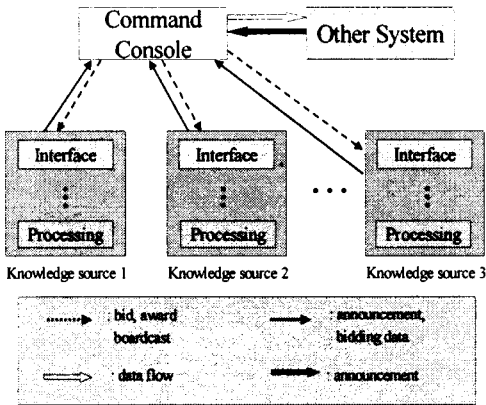 Command
Console
Other System
Interface
Processing
Knowledge source 1
Interface
Processing
Knowledge source 2
Interface
Processing
Knowledge source 3
: bid, award
boardcast
: announcement,
bidding data
: data flow
: announcement